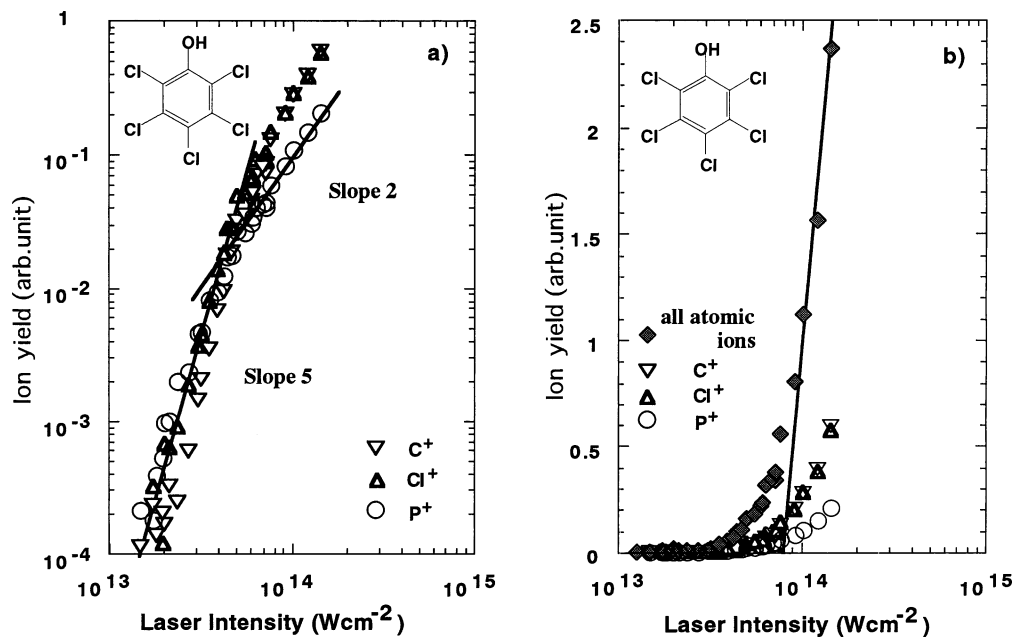 a)
OH
Cl
Cl
Cl
Cl
Cl
Slope 2
Slope 5
C+
Cl+
P+
1
10-1
10-2
10-3
10-4
Ion yield (arb.unit)
10 13
10 14
10 15
Laser Intensity (Wcm-2)
b)
OH
Cl
Cl
Cl
Cl
Cl
all atomic
ions
C+
Cl+
P+
2.5
2
1.5
1
0.5
0
Ion yield (arb.unit)
10 13
10 14
10 15
Laser Intensity (Wcm-2)